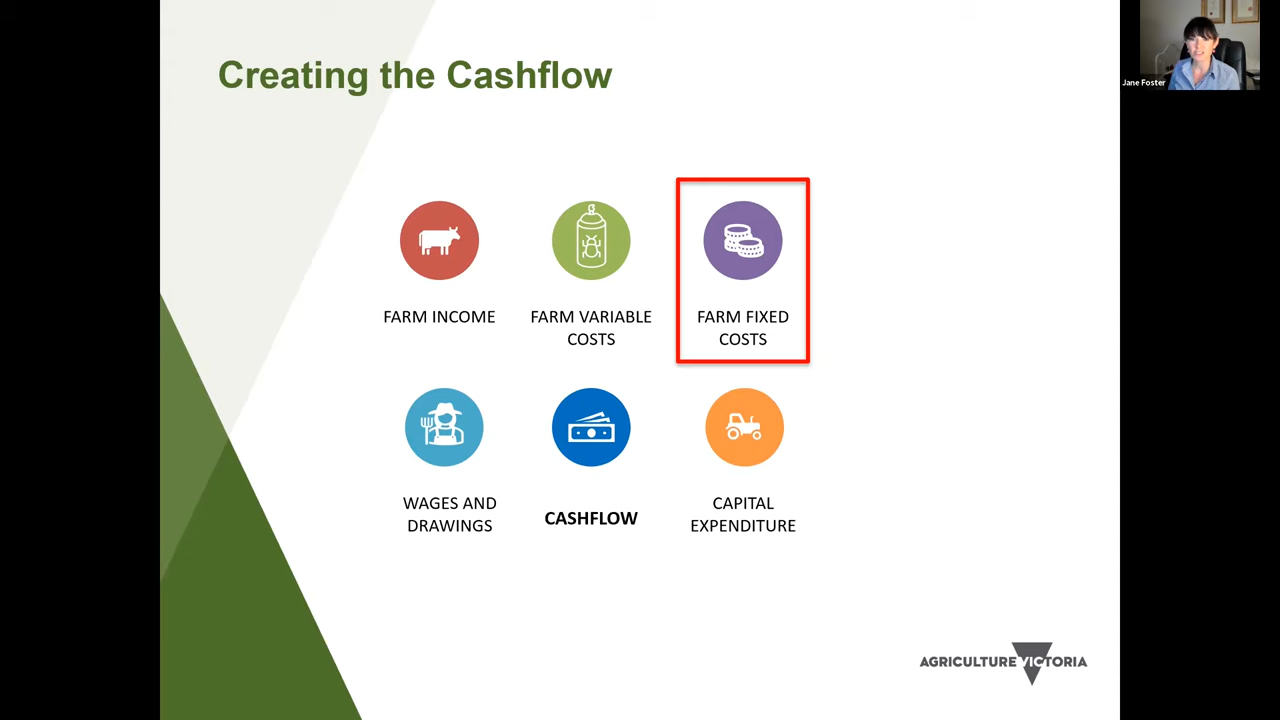 Creating the Cashflow
Jane Foster
FARM INCOME
FARM VARIABLE
COSTS
FARM FIXED
COSTS
WAGES AND
DRAWINGS
CASHFLOW
CAPITAL
EXPENDITURE
AGRICULTURE VICTORIA